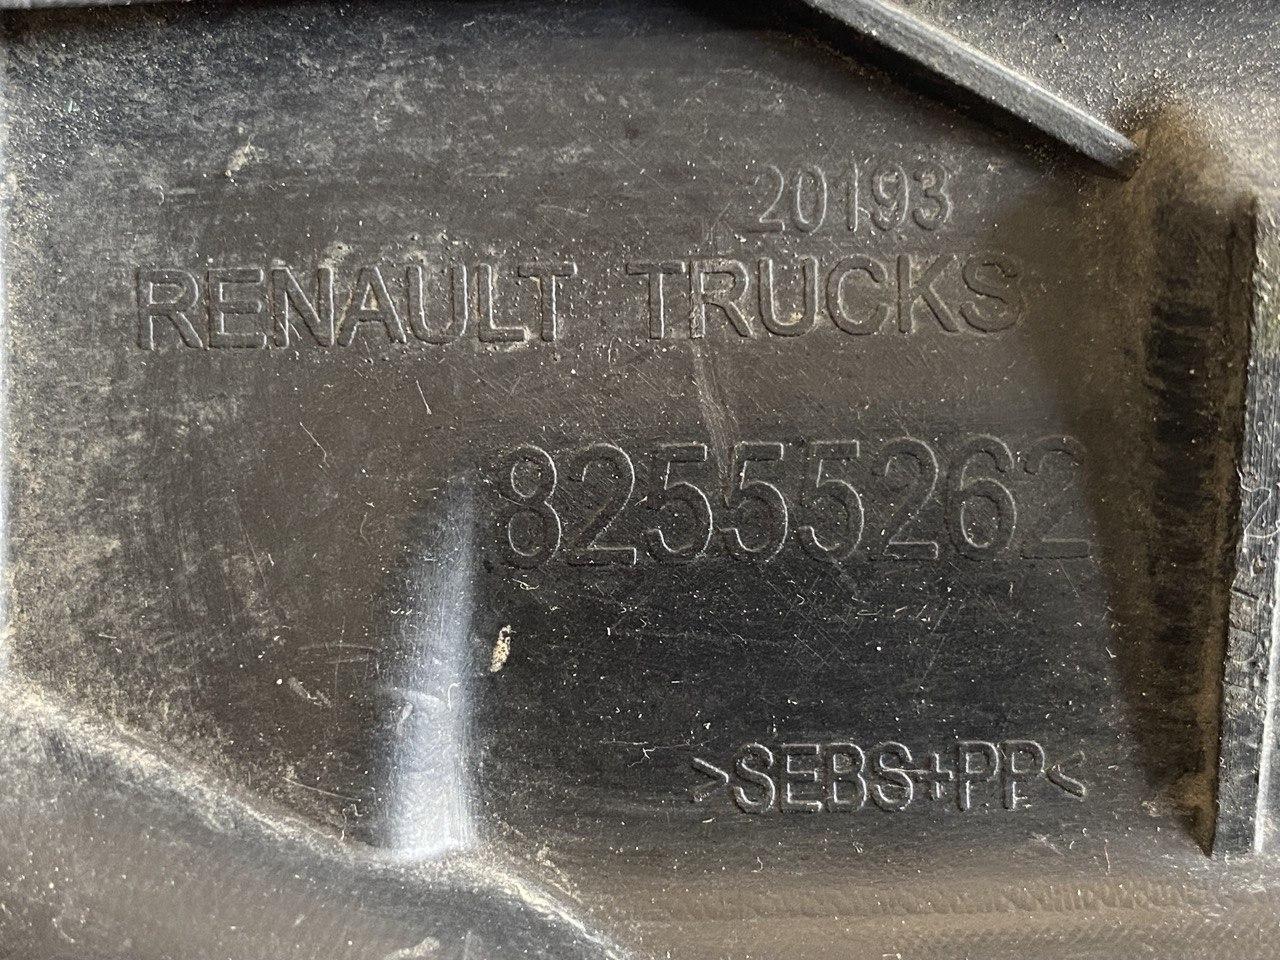 20193
RENAULT TRUCKS
82555262
>SEBS+PP<